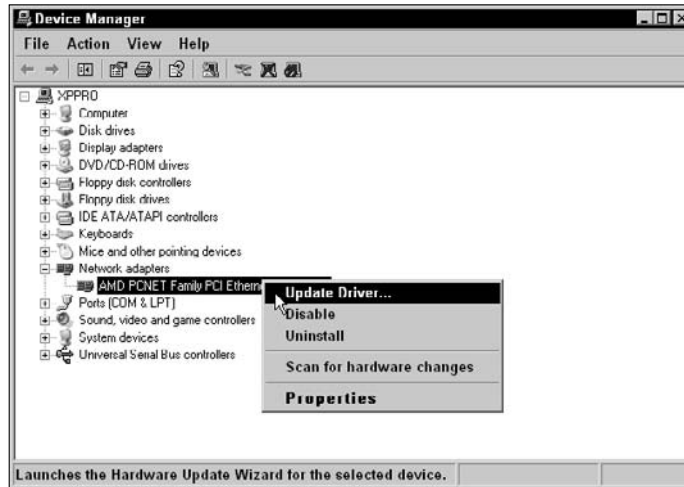 Device Manager
File Action View Help
XPPRO
Computer
Disk drives
Display adapters
DVD/CD-ROM drives
Floppy disk controllers
Floppy disk drives
IDE ATA/ATAPI controllers
Keyboards
Mice and other pointing devices
Network adapters
AMD PCNET Family PCI
Update Driver...
Disable
Uninstall
Scan for hardware changes
Properties
Ports (COM & LPT)
Sound, video and game controllers
System devices
Universal Serial Bus controllers
Launches the Hardware Update Wizard for the selected device.